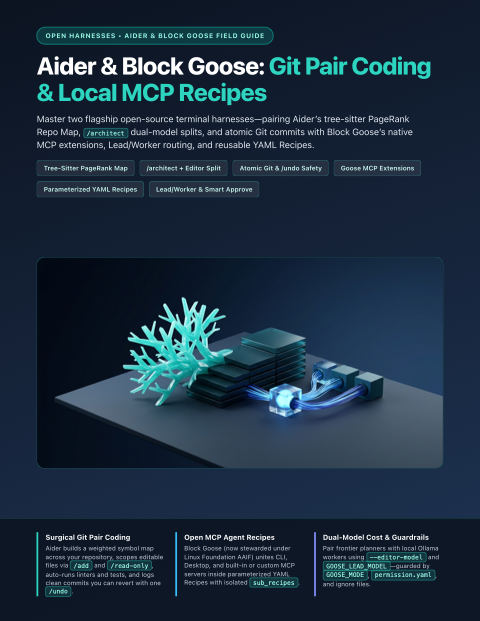 OPEN HARNESSES • AIDER & BLOCK GOOSE FIELD GUIDE
Aider & Block Goose: Git Pair Coding
& Local MCP Recipes
Master two flagship open-source terminal harnesses—pairing Aider's tree-sitter PageRank
Repo Map, /architect dual-model splits, and atomic Git commits with Block Goose's native
MCP extensions, Lead/Worker routing, and reusable YAML Recipes.
Tree-Sitter PageRank Map
/architect + Editor Split
Atomic Git & /undo Safety
Goose MCP Extensions
Parameterized YAML Recipes
Lead/Worker & Smart Approve
Surgical Git Pair Coding
Aider builds a weighted symbol map
across your repository, scopes editable
files via /add and /read-only,
auto-runs linters and tests, and logs
clean commits you can revert with one
/undo.
Open MCP Agent Recipes
Block Goose (now stewarded under
Linux Foundation AAIF) unites CLI,
Desktop, and built-in or custom MCP
servers inside parameterized YAML
Recipes with isolated sub_recipes.
Dual-Model Cost & Guardrails
Pair frontier planners with local Ollama
workers using --editor-model and
GOOSE_LEAD_MODEL—guarded by
GOOSE_MODE, permission.yaml,
and ignore files.